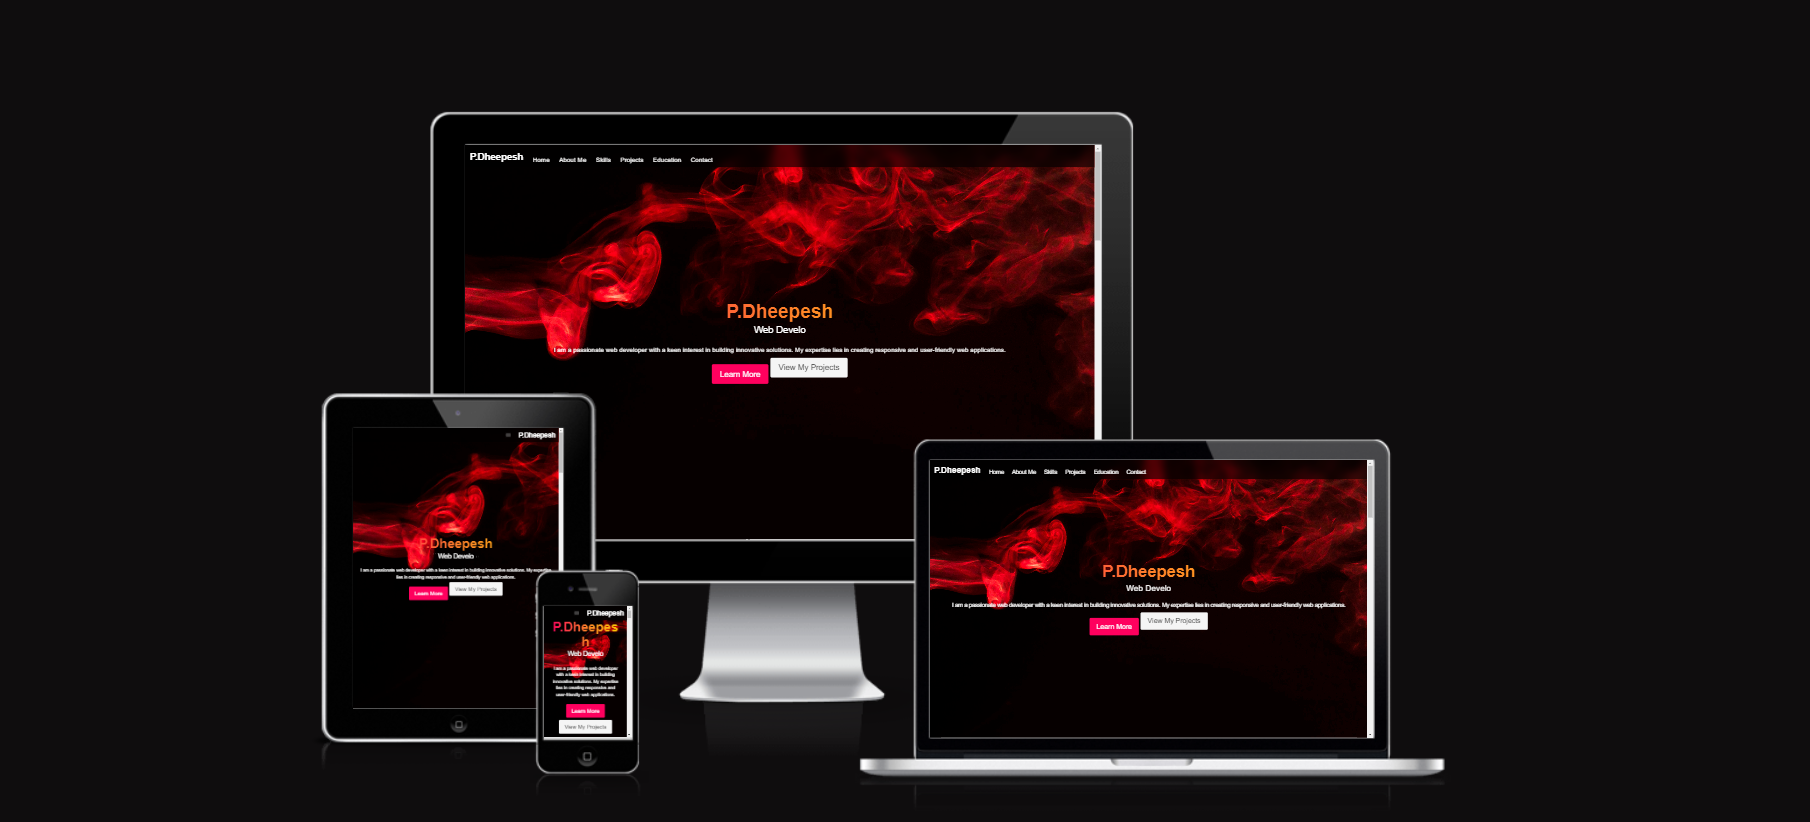 P.Dheepesh Home About Me Skills Projects Education Contact
P.Dheepesh
Web Develo
I am a passionate web developer with a keen interest in building innovative solutions. My expertise lies in creating responsive and user-friendly web applications.
Learn More View My Projects
P.Dheepesh
P.Dheepesh
Web Develo
I am a passionate web developer with a keen interest in building innovative solutions. My expertise
lies in creating responsive and user-friendly web applications.
Learn More View My Projects
P.Dheepesh
P.Dheepes
h
Web Develo
I am a passionate web developer
with a keen interest in building
innovative solutions. My expertise
lies in creating responsive and
user-friendly web applications.
Learn More
View My Projects
P.Dheepesh Home About Me Skills Projects Education Contact
P.Dheepesh
Web Develo
I am a passionate web developer with a keen interest in building innovative solutions. My expertise lies in creating responsive and user-friendly web applications.
Learn More View My Projects